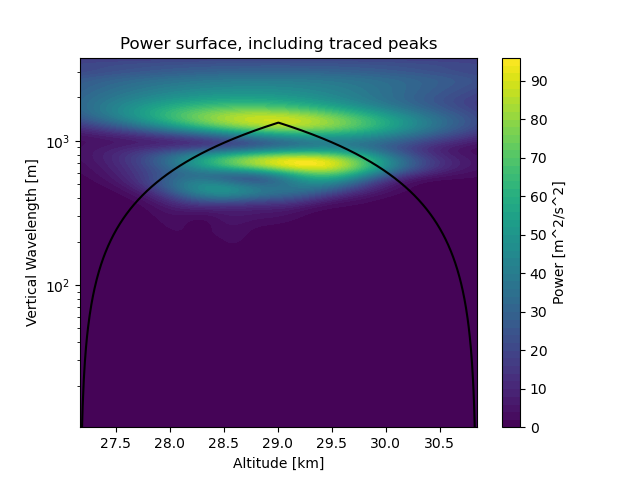 Power surface, including traced peaks
Vertical Wavelength [m]
10^3
10^2
27.5 28.0 28.5 29.0 29.5 30.0 30.5
Altitude [km]
90
80
70
60
50
40
30
20
10
0
Power [m^2/s^2]